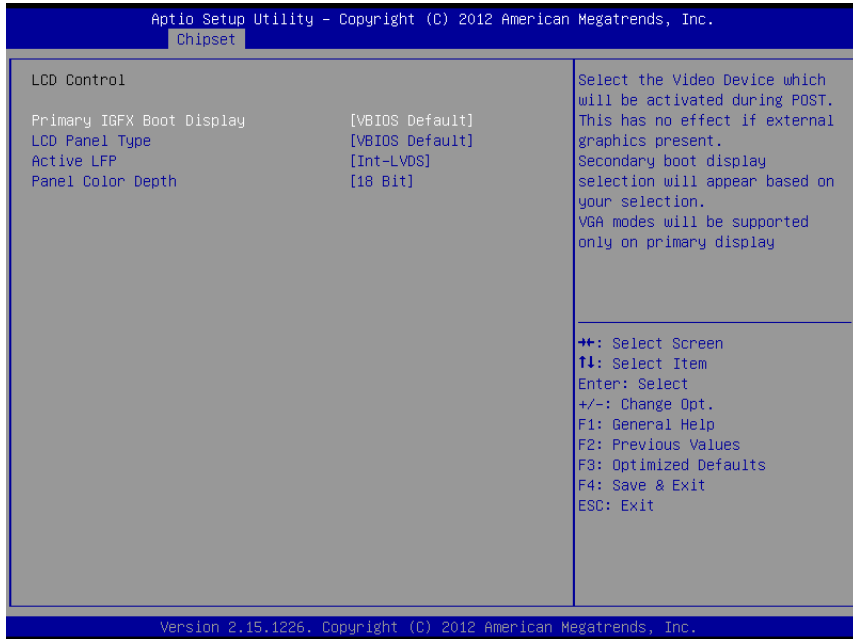 Aptio Setup Utility – Copyright (C) 2012 American Megatrends, Inc.
Chipset
LCD Control
Primary IGFX Boot Display [VBIOS Default]
LCD Panel Type [VBIOS Default]
Active LFP [Int-LVDS]
Panel Color Depth [18 Bit]
Select the Video Device which
will be activated during POST.
This has no effect if external
graphics present.
Secondary boot display
selection will appear based on
your selection.
VGA modes will be supported
only on primary display
→←: Select Screen
↑↓: Select Item
Enter: Select
+/-: Change Opt.
F1: General Help
F2: Previous Values
F3: Optimized Defaults
F4: Save & Exit
ESC: Exit
Version 2.15.1226. Copyright (C) 2012 American Megatrends, Inc.